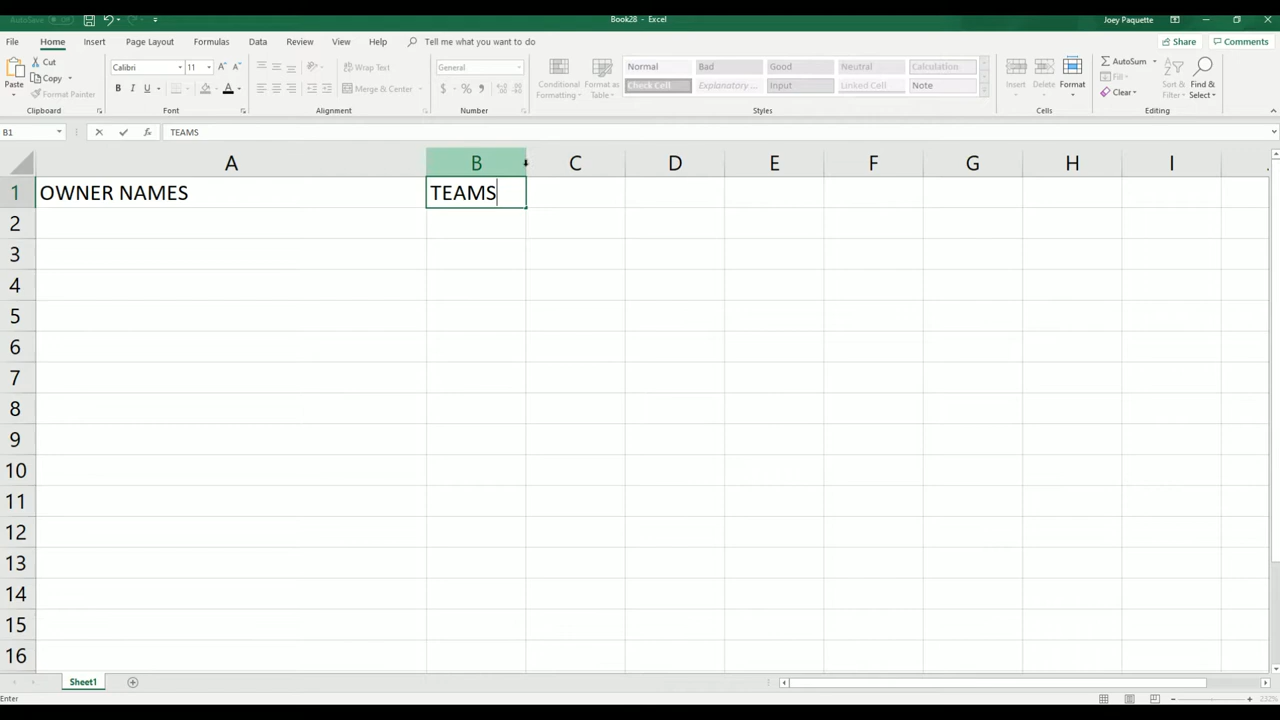 AutoSave Off
Book28 - Excel
Joey Paquette
File Home Insert Page Layout Formulas Data Review View Help Tell me what you want to do
Share Comments
Paste
Cut
Copy
Format Painter
Clipboard
Calibri 11
A A
B I U
A
Font
Wrap Text
Merge & Center
Alignment
General
$ % ,
Number
Conditional Formatting
Format as Table
Normal Bad Good Neutral Calculation
Check Cell Explanatory ... Input Linked Cell Note
Styles
Insert Delete Format
Cells
AutoSum
Fill
Clear
Sort & Filter
Find & Select
Editing
B1 fx TEAMS
A B C D E F G H I
1 OWNER NAMES TEAMS
2
3
4
5
6
7
8
9
10
11
12
13
14
15
16
Sheet1
Enter
232%